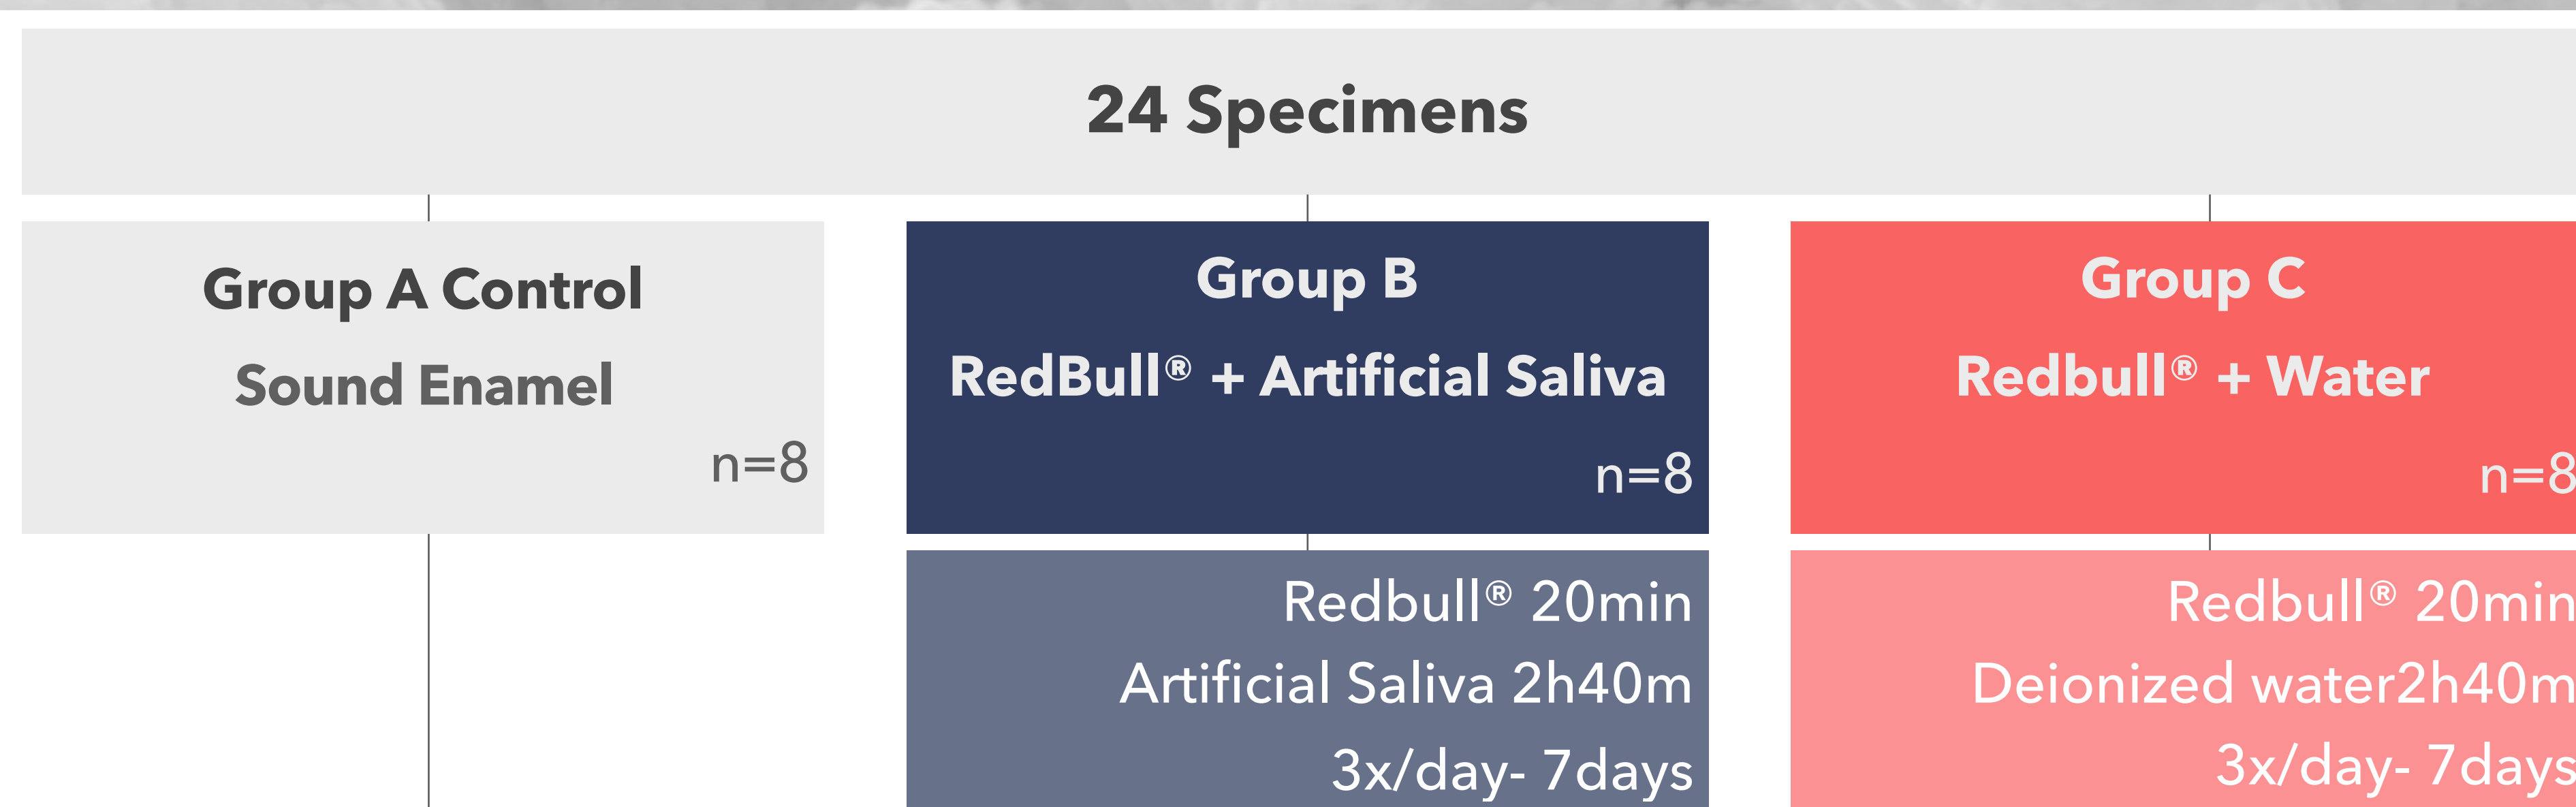 24 Specimens
Group A Control
Sound Enamel
n=8
Group B
RedBull® + Artificial Saliva
n=8
Group C
Redbull® + Water
n=8
Redbull® 20min
Artificial Saliva 2h40m
3x/day- 7days
Redbull® 20min
Deionized water2h40m
3x/day- 7days